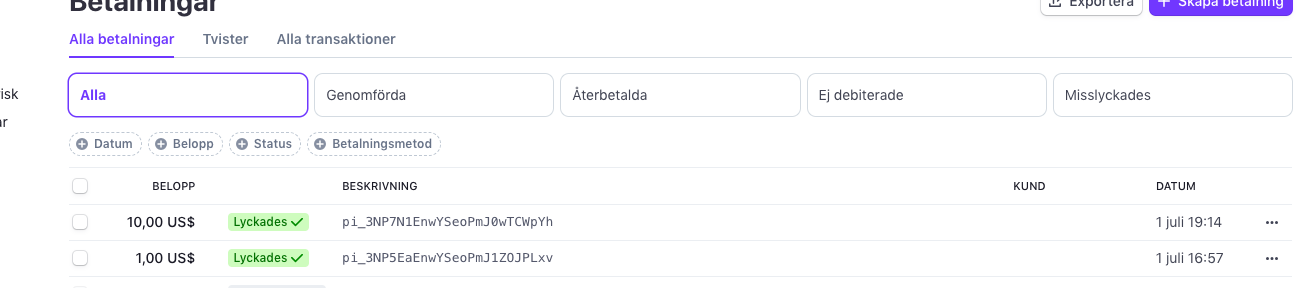 Betalningar
Exportera
Skapa betalning
Alla betalningar Tvister Alla transaktioner
isk
Alla Genomförda Återbetalda Ej debiterade Misslyckades
ar
Datum Belopp Status Betalningsmetod
BELOPP BESKRIVNING KUND DATUM
10,00 US$ Lyckades pi_3NP7N1EnwYSeoPmJ0wTCWpYh 1 juli 19:14
1,00 US$ Lyckades pi_3NP5EaEnwYSeoPmJ1ZOJPLxv 1 juli 16:57